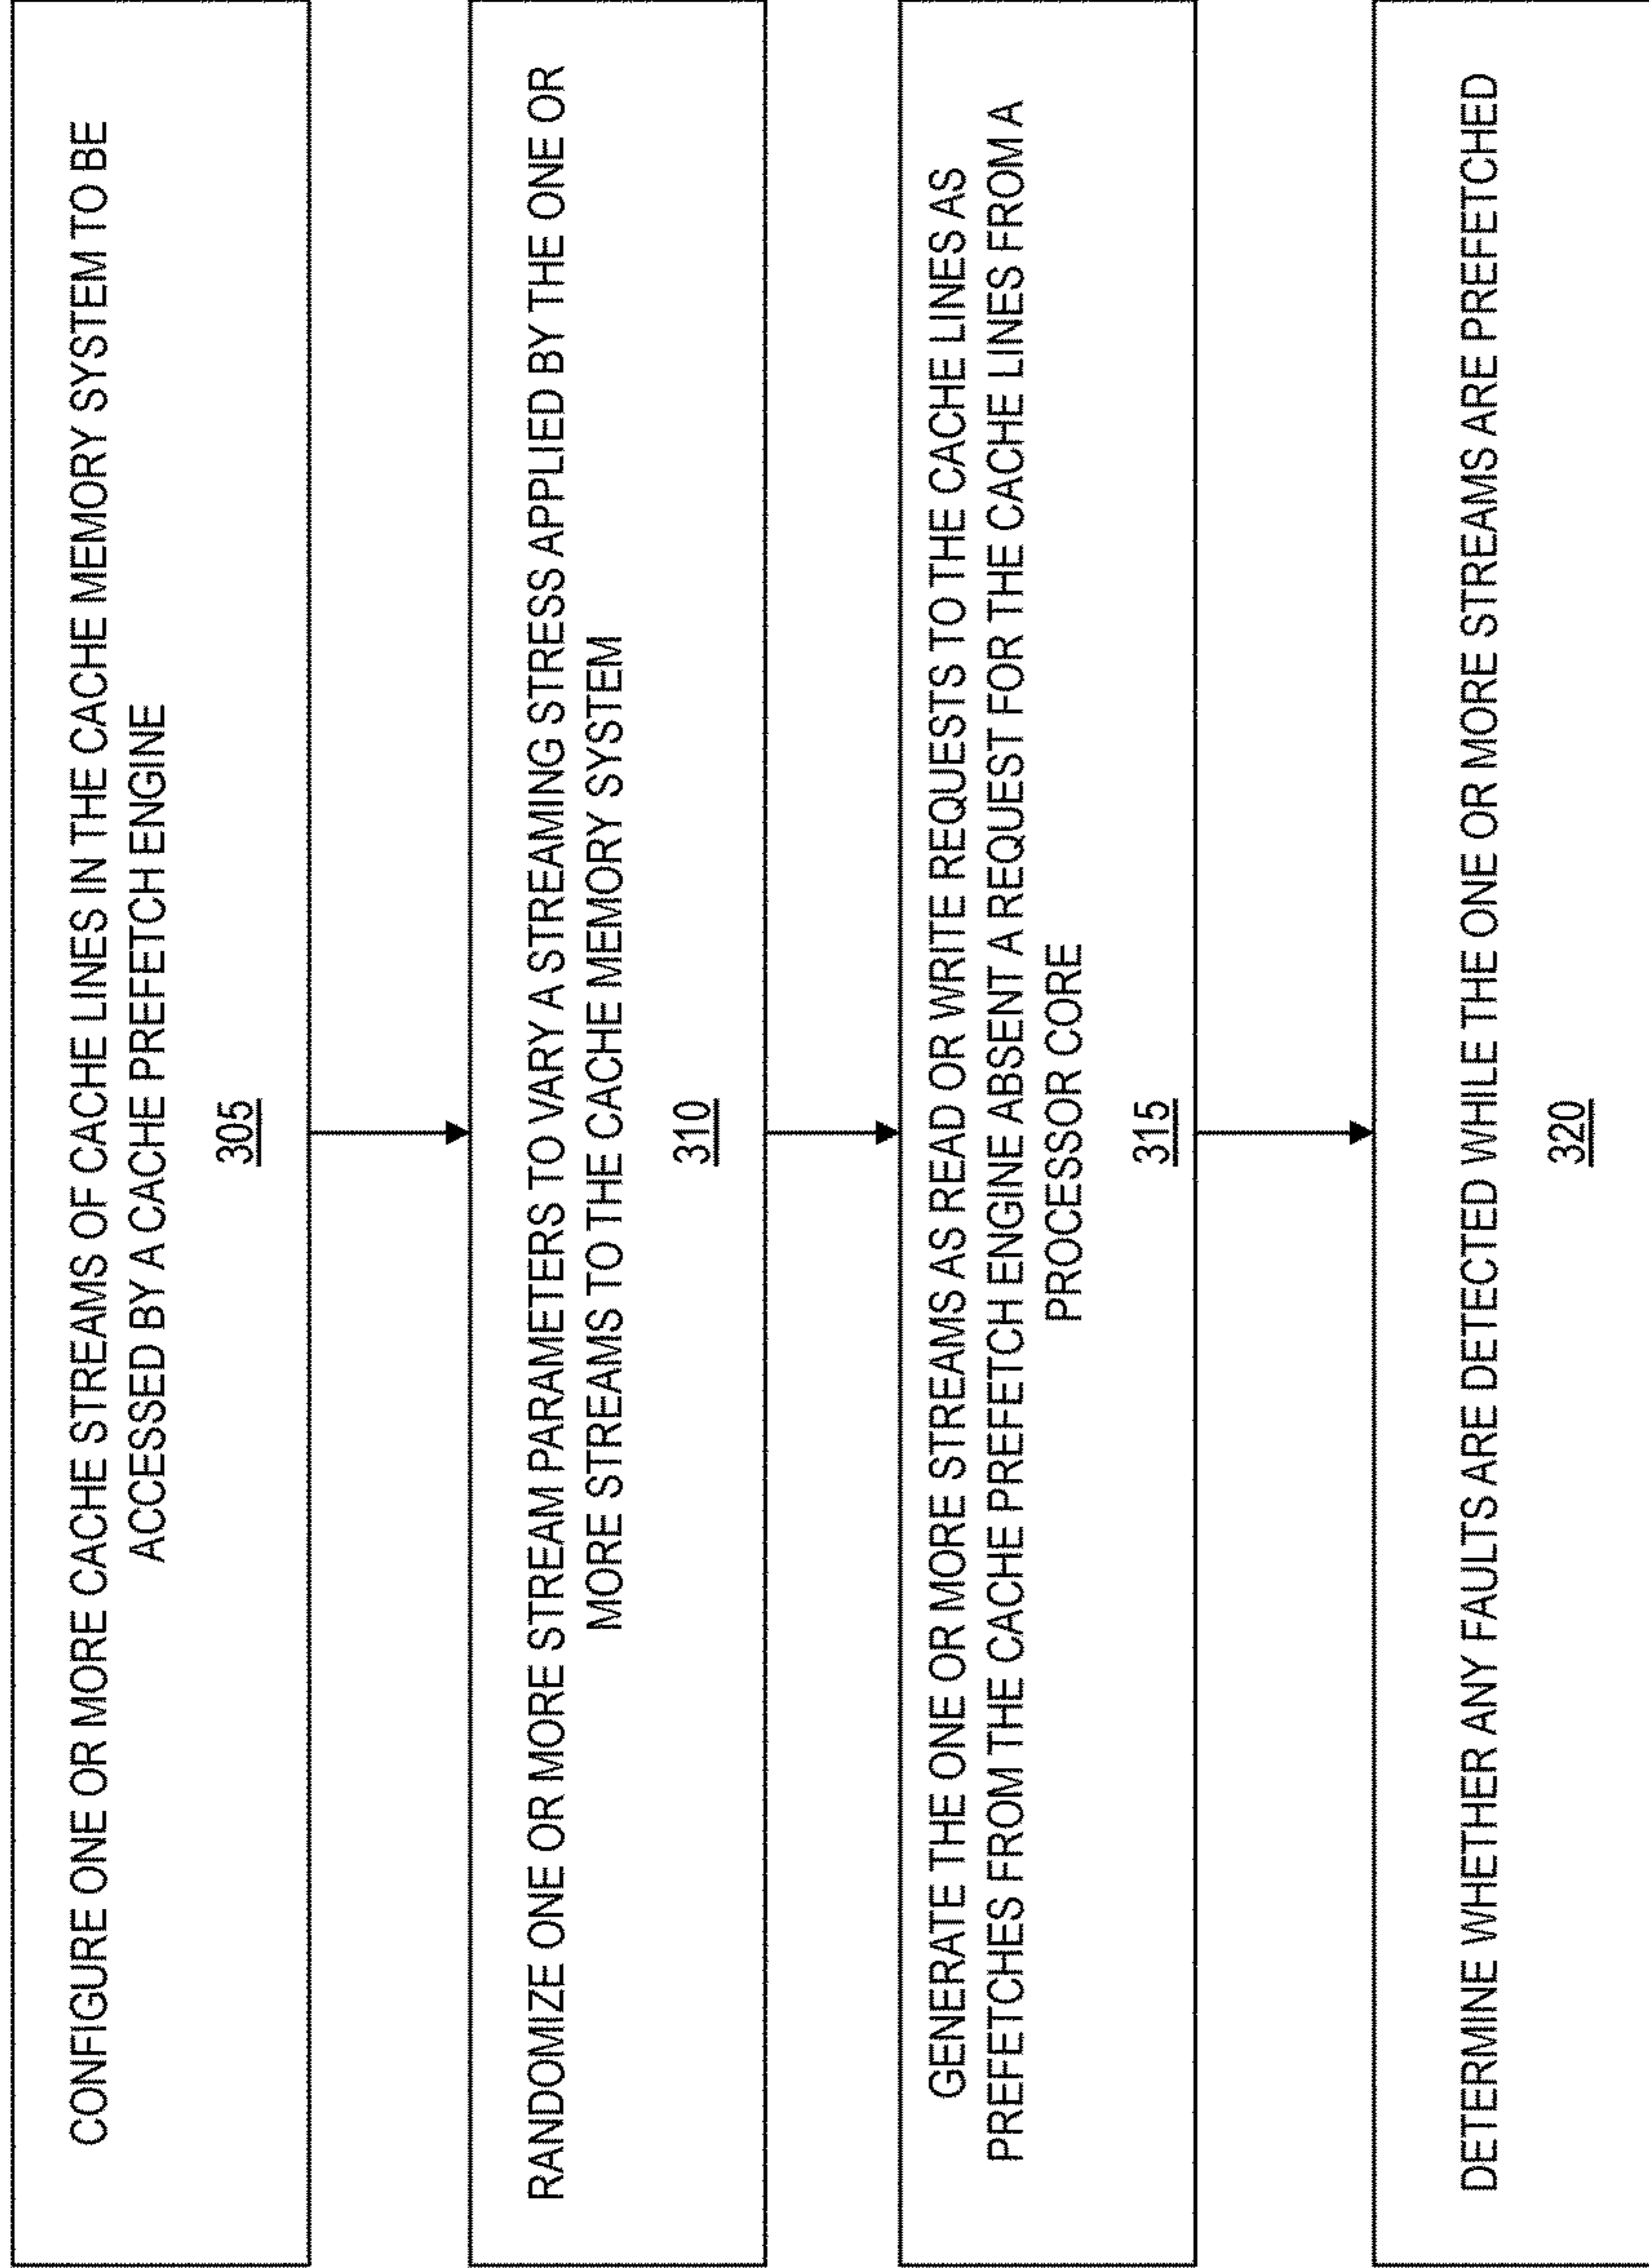 CONFIGURE ONE OR MORE CACHE STREAMS OF CACHE LINES IN THE CACHE MEMORY SYSTEM TO BE
ACCESSED BY A CACHE PREFETCH ENGINE
305
RANDOMIZE ONE OR MORE STREAM PARAMETERS TO VARY A STREAMING STRESS APPLIED BY THE ONE OR
MORE STREAMS TO THE CACHE MEMORY SYSTEM
310
GENERATE THE ONE OR MORE STREAMS AS READ OR WRITE REQUESTS TO THE CACHE LINES AS
PREFETCHES FROM THE CACHE PREFETCH ENGINE ABSENT A REQUEST FOR THE CACHE LINES FROM A
PROCESSOR CORE
315
DETERMINE WHETHER ANY FAULTS ARE DETECTED WHILE THE ONE OR MORE STREAMS ARE PREFETCHED
320